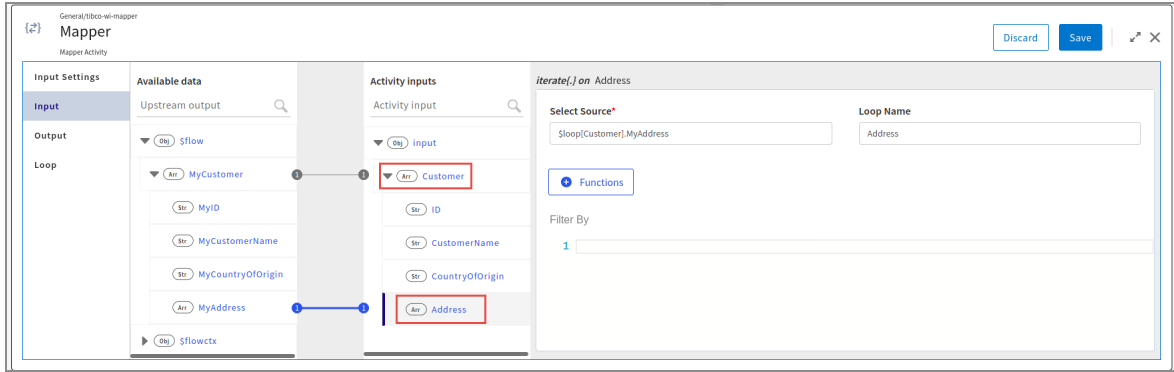 General/tibco-wi-mapper
Mapper
Mapper Activity
Discard
Save
Input Settings
Input
Output
Loop
Available data
Upstream output
Obj $flow
Arr MyCustomer 1
Str MyID
Str MyCustomerName
Str MyCountryOfOrigin
Arr MyAddress 1
Obj $flowctx
Activity inputs
Activity input
Obj input
1 Arr Customer
Str ID
Str CustomerName
Str CountryOfOrigin
1 Arr Address
iterate(.) on Address
Select Source*
$loop[Customer].MyAddress
Loop Name
Address
Functions
Filter By
1